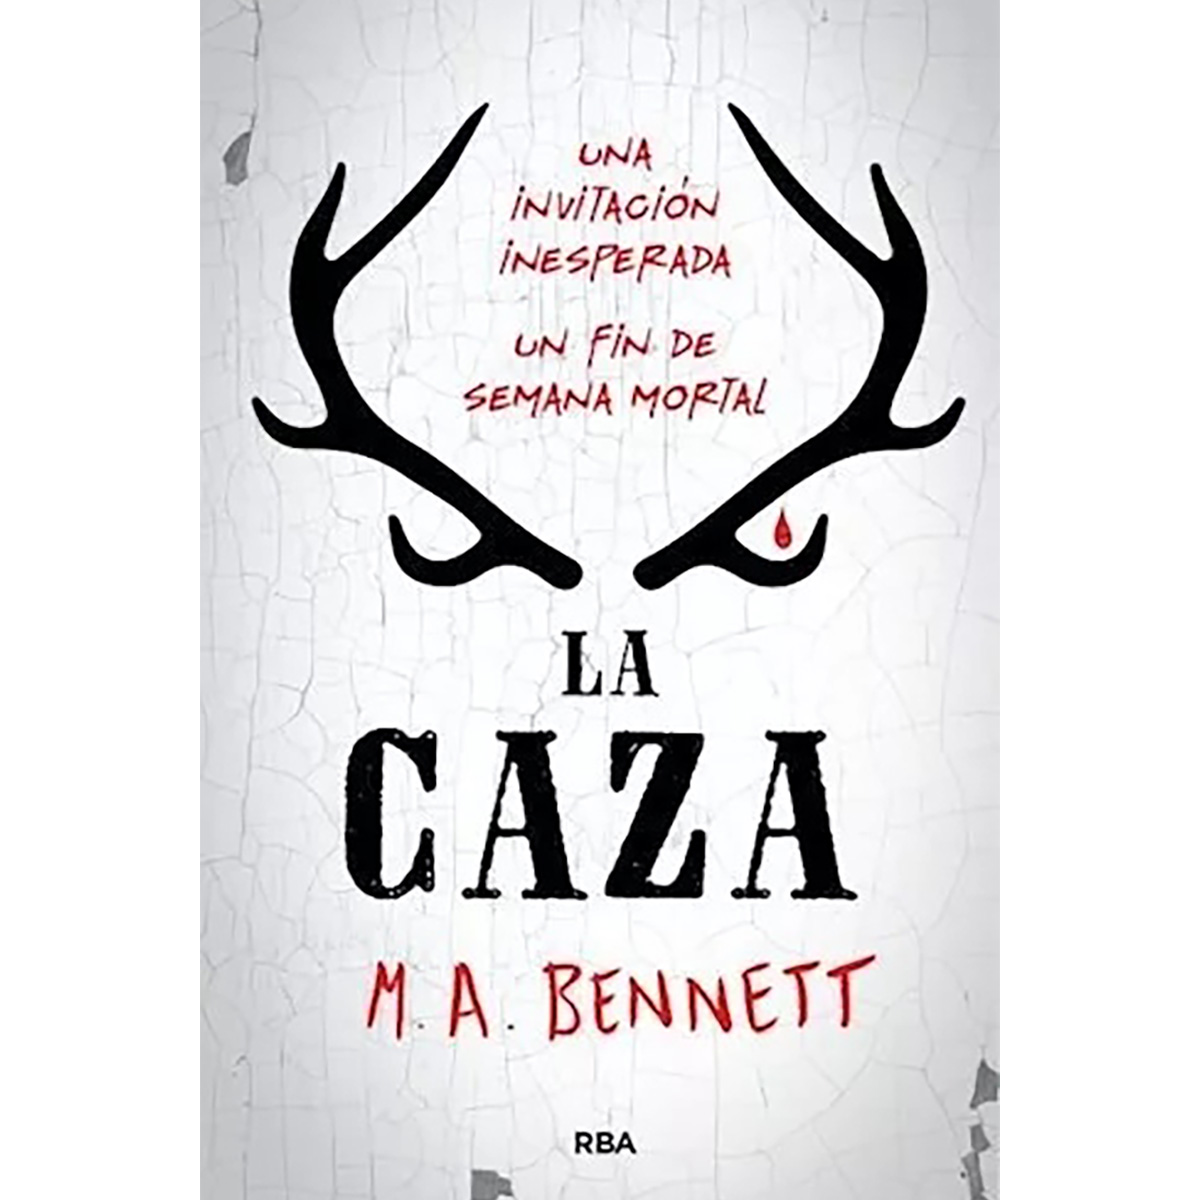 UNA
INVITACIÓN
INESPERADA
UN FIN DE
SEMANA MORTAL
LA
CAZA
M. A. BENNETT
RBA